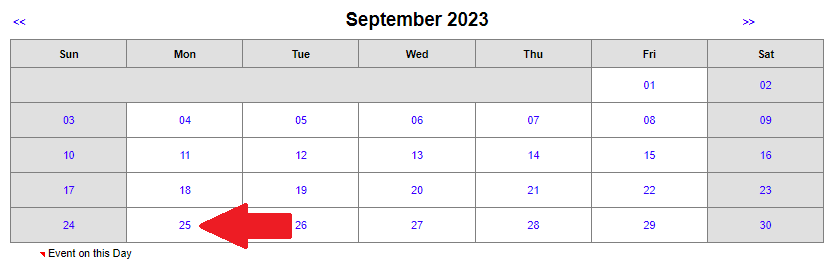 << September 2023 >>
Sun Mon Tue Wed Thu Fri Sat
01 02
03 04 05 06 07 08 09
10 11 12 13 14 15 16
17 18 19 20 21 22 23
24 25 26 27 28 29 30
Event on this Day